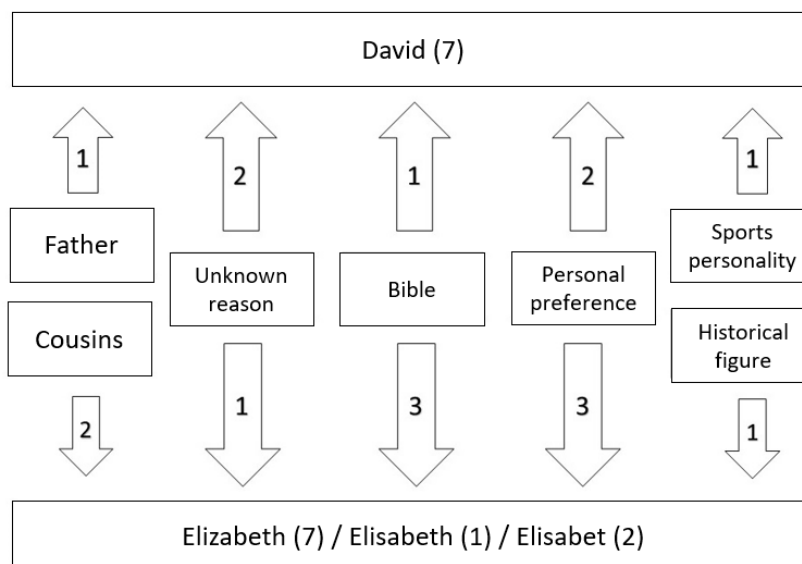 David (7)
1
2
1
2
1
Father
Sports
personality
Unknown
reason
Bible
Personal
preference
Cousins
Historical
figure
2
1
3
3
1
Elizabeth (7) / Elisabeth (1) / Elisabet (2)